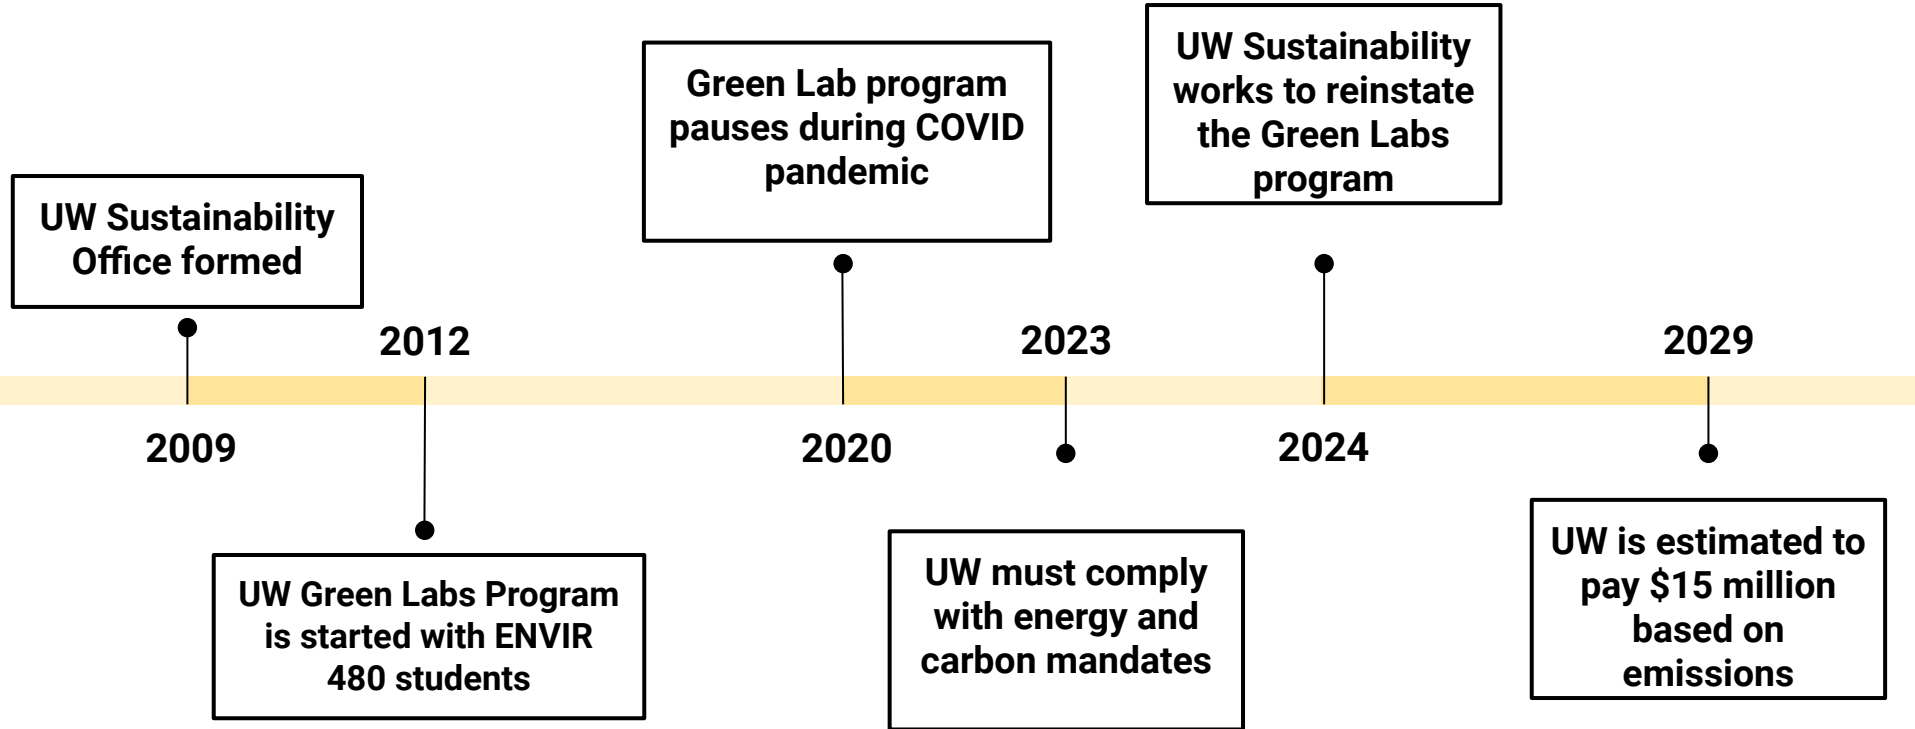 UW Sustainability
Office formed
2009
2012
UW Green Labs Program
is started with ENVIR
480 students
Green Lab program
pauses during COVID
pandemic
2020
2023
UW must comply
with energy and
carbon mandates
UW Sustainability
works to reinstate
the Green Labs
program
2024
2029
UW is estimated to
pay $15 million
based on
emissions